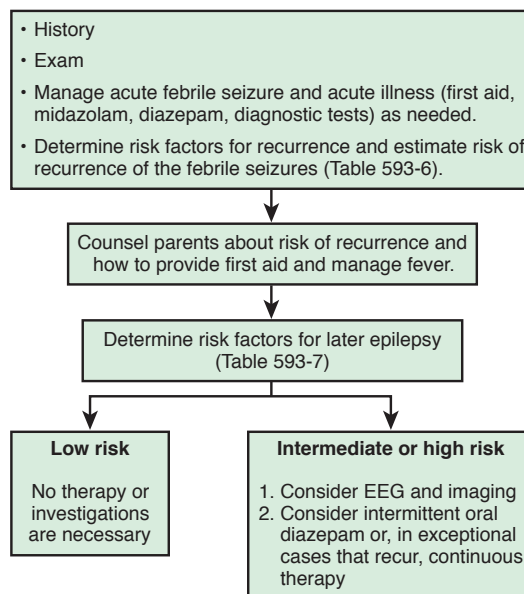 • History
• Exam
• Manage acute febrile seizure and acute illness (first aid,
midazolam, diazepam, diagnostic tests) as needed.
• Determine risk factors for recurrence and estimate risk of
recurrence of the febrile seizures (Table 593-6).
Counsel parents about risk of recurrence and
how to provide first aid and manage fever.
Determine risk factors for later epilepsy
(Table 593-7)
Low risk
No therapy or
investigations
are necessary
Intermediate or high risk
1. Consider EEG and imaging
2. Consider intermittent oral
diazepam or, in exceptional
cases that recur, continuous
therapy